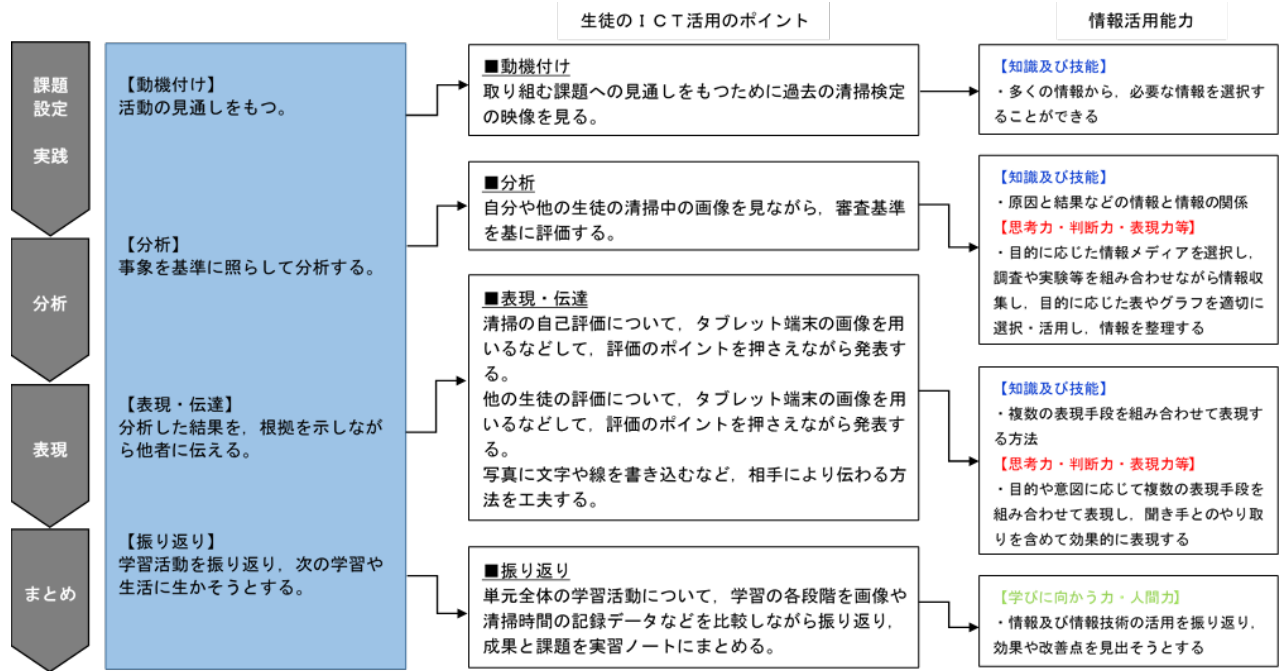 生徒のＩＣＴ活用のポイント
情報活用能力
課題
設定
実践
分析
表現
まとめ
【動機付け】
活動の見通しをもつ。
【分析】
事象を基準に照らして分析する。
【表現・伝達】
分析した結果を，根拠を示しなが
ら他者に伝える。
【振り返り】
学習活動を振り返り，次の学習や
生活に生かそうとする。
■動機付け
取り組む課題への見通しをもつために過去の清掃検定
の映像を見る。
■分析
自分や他の生徒の清掃中の画像を見ながら，審査基準
を基に評価する。
■表現・伝達
清掃の自己評価について，タブレット端末の画像を用
いるなどして，評価のポイントを押さえながら発表す
る。
他の生徒の評価について，タブレット端末の画像を用
いるなどして，評価のポイントを押さえながら発表する。
写真に文字や線を書き込むなど，相手により伝わる方
法を工夫する。
■振り返り
単元全体の学習活動について，学習の各段階を画像や
清掃時間の記録データなどを比較しながら振り返り，
成果と課題を実習ノートにまとめる。
【知識及び技能】
・多くの情報から，必要な情報を選択す
ることができる
【知識及び技能】
・原因と結果などの情報と情報の関係
【思考力・判断力・表現力等】
・目的に応じた情報メディアを選択し，
調査や実験等を組み合わせながら情報収
集し，目的に応じた表やグラフを適切に
選択・活用し，情報を整理する
【知識及び技能】
・複数の表現手段を組み合わせて表現す
る方法
【思考力・判断力・表現力等】
・目的や意図に応じて複数の表現手段を
組み合わせて表現し，聞き手とのやり取
りを含めて効果的に表現する
【学びに向かう力・人間力】
・情報及び情報技術の活用を振り返り，
効果や改善点を見出そうとする